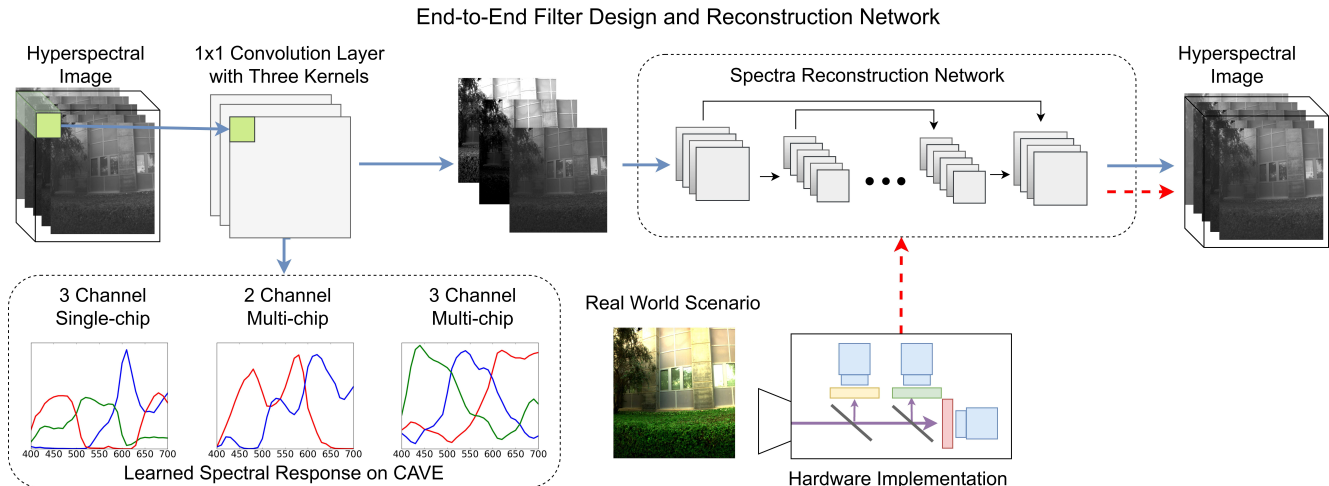 End-to-End Filter Design and Reconstruction Network
Hyperspectral
Image
1x1 Convolution Layer
with Three Kernels
Spectra Reconstruction Network
Hyperspectral
Image
3 Channel
Single-chip
2 Channel
Multi-chip
3 Channel
Multi-chip
400 450 500 550 600 650 700
400 450 500 550 600 650 700
400 450 500 550 600 650 700
Learned Spectral Response on CAVE
Real World Scenario
Hardware Implementation